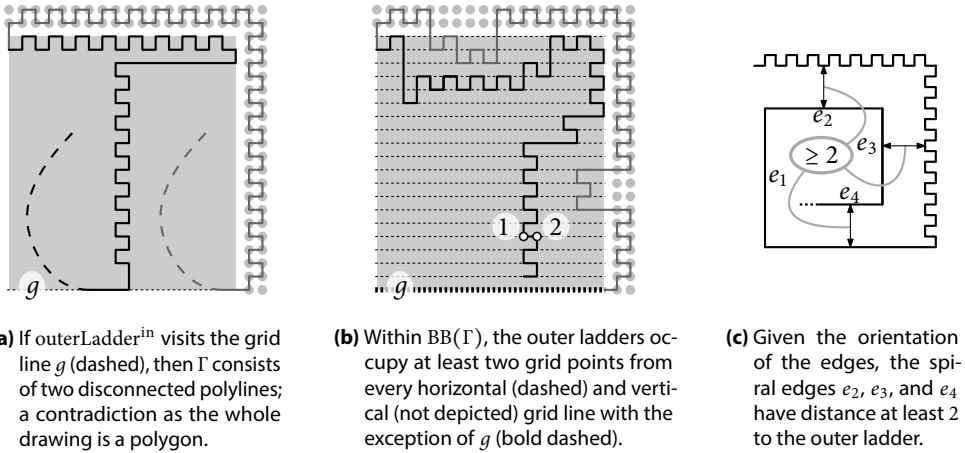 g
1 2
g
e₂
≥ 2
e₃
e₁
e₄
a) If outerLadderⁱⁿ visits the grid
line g (dashed), then Γ consists
of two disconnected polylines;
a contradiction as the whole
drawing is a polygon.
(b) Within BB(Γ), the outer ladders oc-
cupy at least two grid points from
every horizontal (dashed) and verti-
cal (not depicted) grid line with the
exception of g (bold dashed).
(c) Given the orientation
of the edges, the spi-
ral edges e₂, e₃, and e₄
have distance at least 2
to the outer ladder.